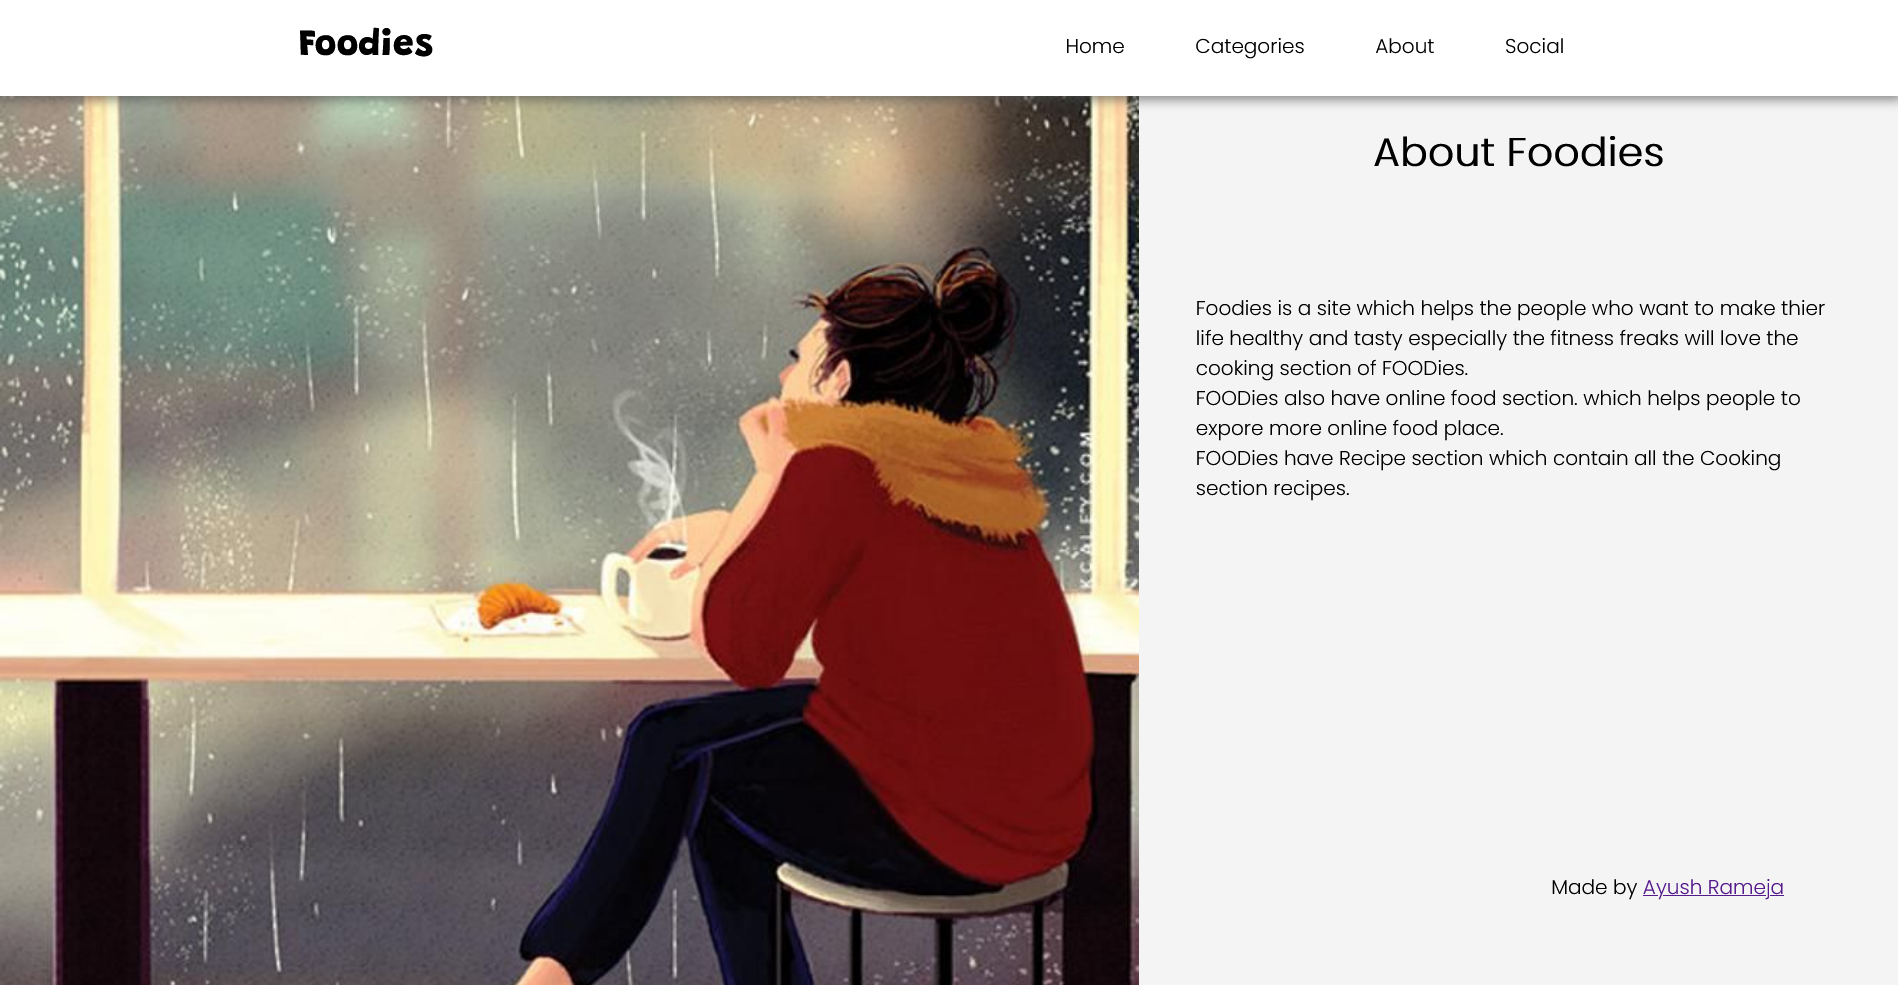 Foodies
Home
Categories
About
Social
About Foodies
Foodies is a site which helps the people who want to make thier
life healthy and tasty especially the fitness freaks will love the
cooking section of FOODies.
FOODies also have online food section. which helps people to
expore more online food place.
FOODies have Recipe section which contain all the Cooking
section recipes.
Made by Ayush Rameja